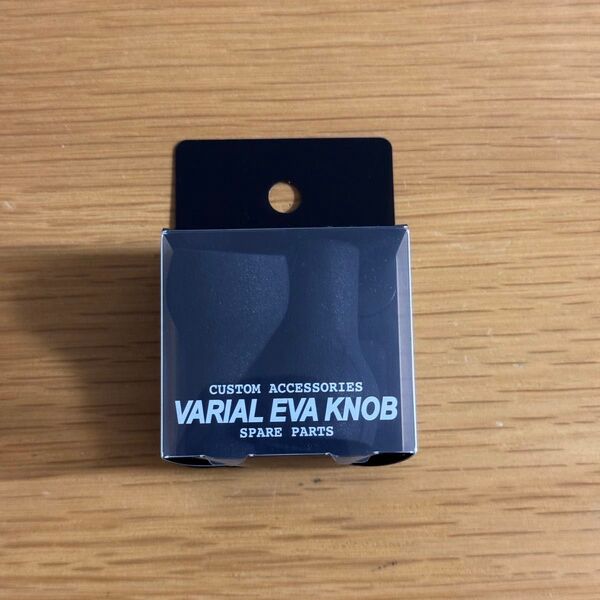 CUSTOM ACCESSORIES
VARIAL EVA KNOB
SPARE PARTS